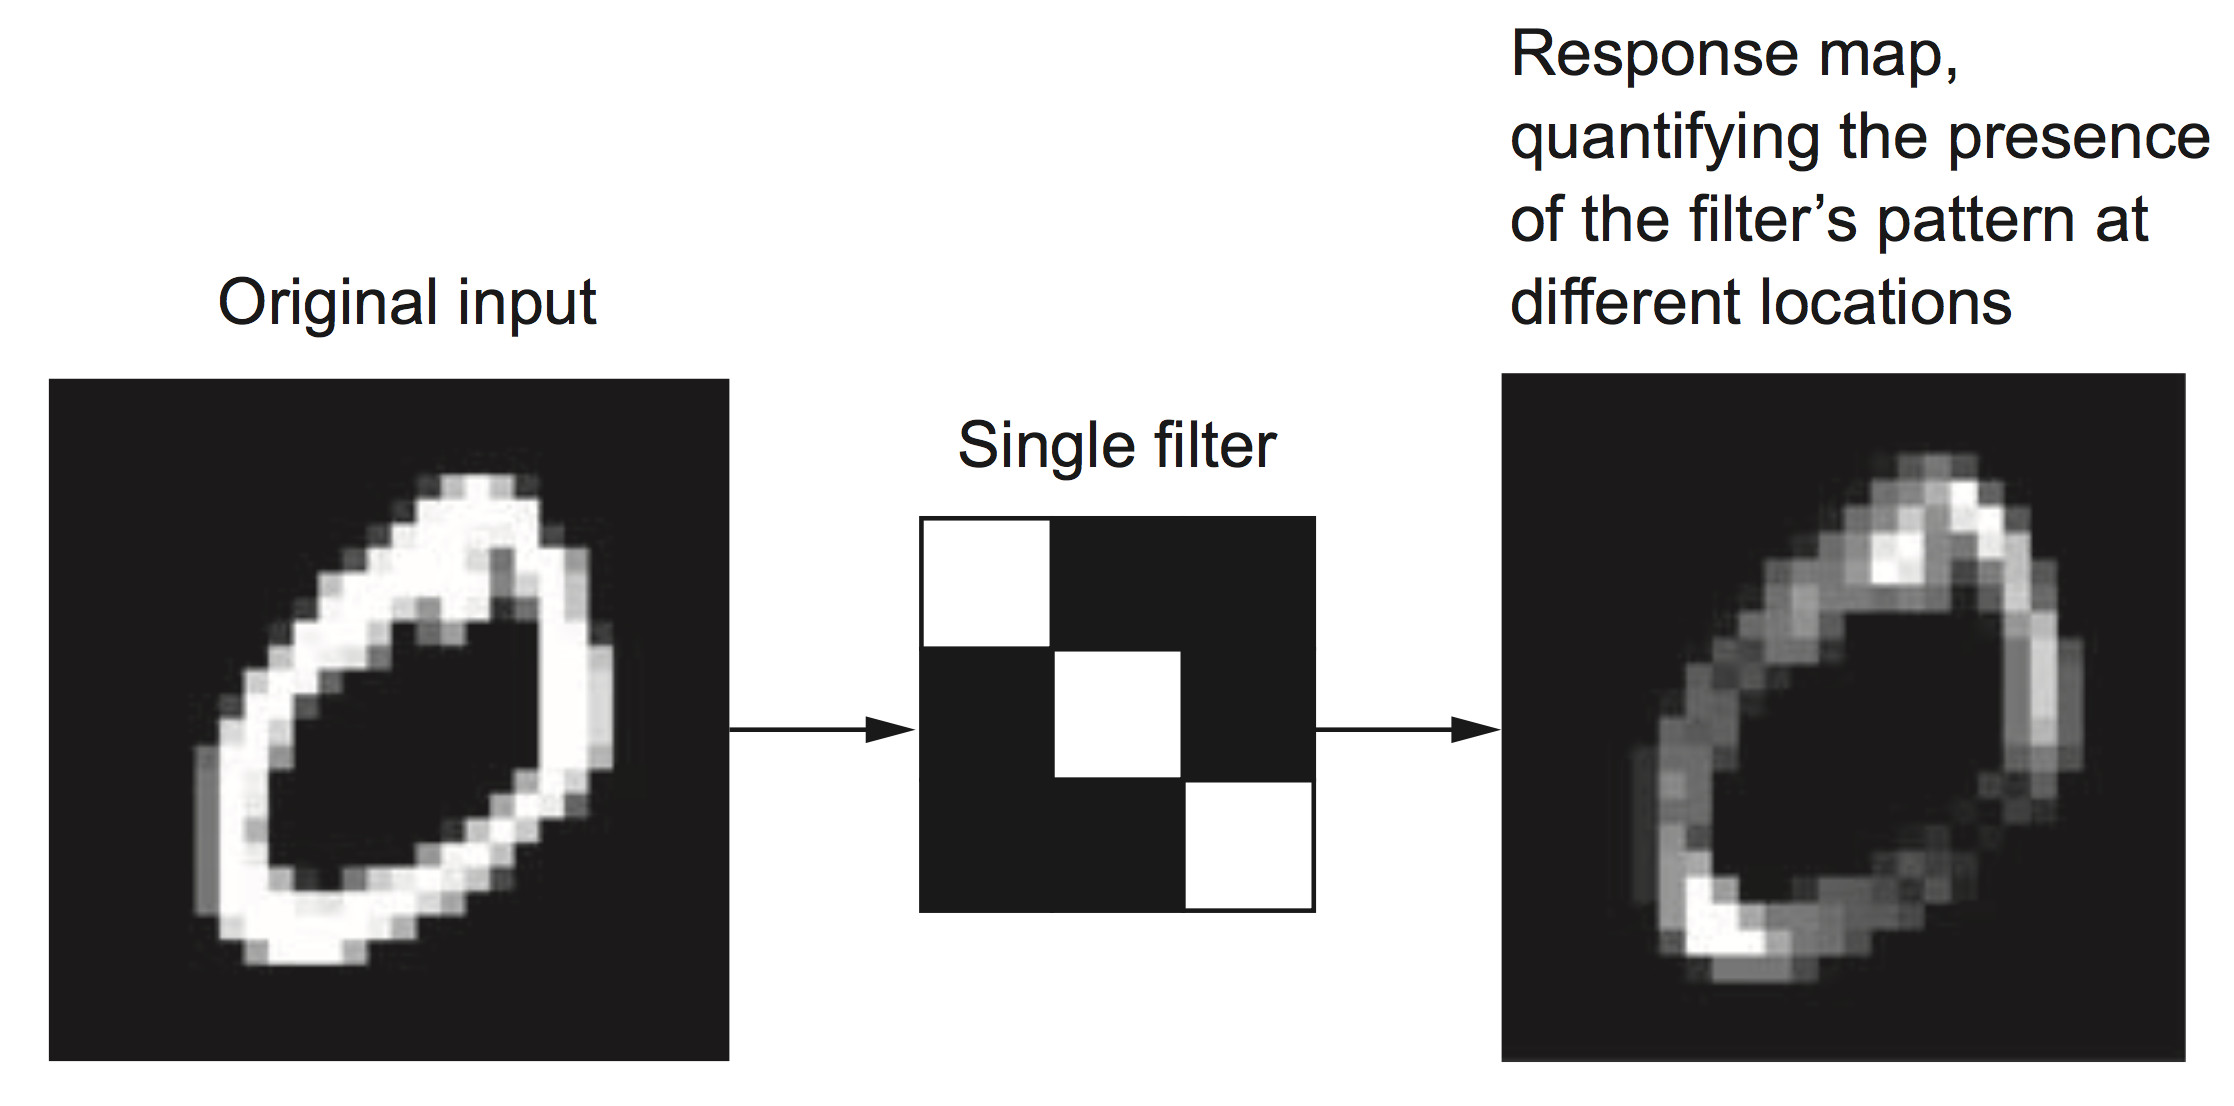 Original input
Single filter
Response map,
quantifying the presence
of the filter’s pattern at
different locations